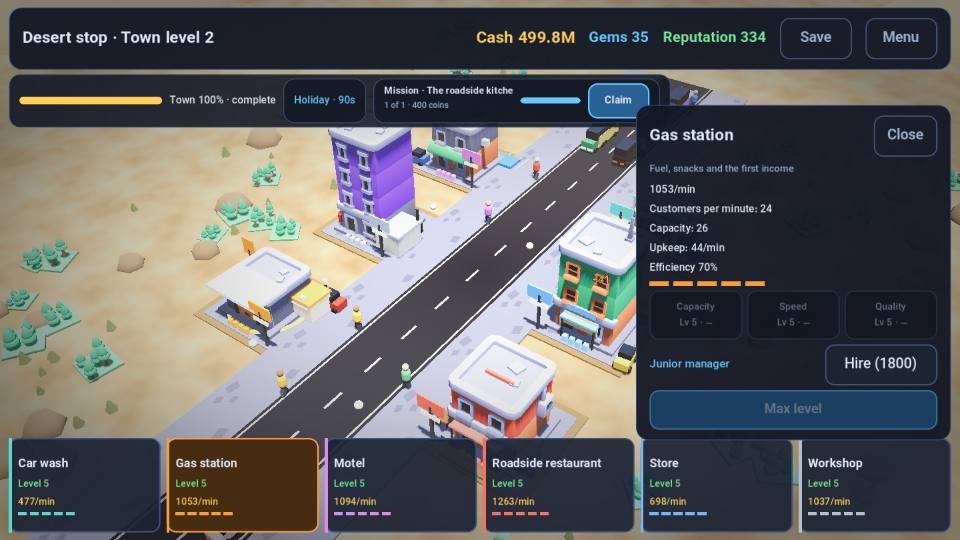 Desert stop · Town level 2
Cash 499.8M
Gems 35
Reputation 334
Save
Menu
Town 100% · complete
Holiday · 90s
Mission · The roadside kitche
1 of 1 · 400 coins
Claim
Gas station
Close
Fuel, snacks and the first income
1053/min
Customers per minute: 24
Capacity: 26
Upkeep: 44/min
Efficiency 70%
Capacity
Lv 5 · –
Speed
Lv 5 · –
Quality
Lv 5 · –
Junior manager
Hire (1800)
Max level
Car wash
Level 5
477/min
Gas station
Level 5
1053/min
Motel
Level 5
1094/min
Roadside restaurant
Level 5
1263/min
Store
Level 5
698/min
Workshop
Level 5
1037/min